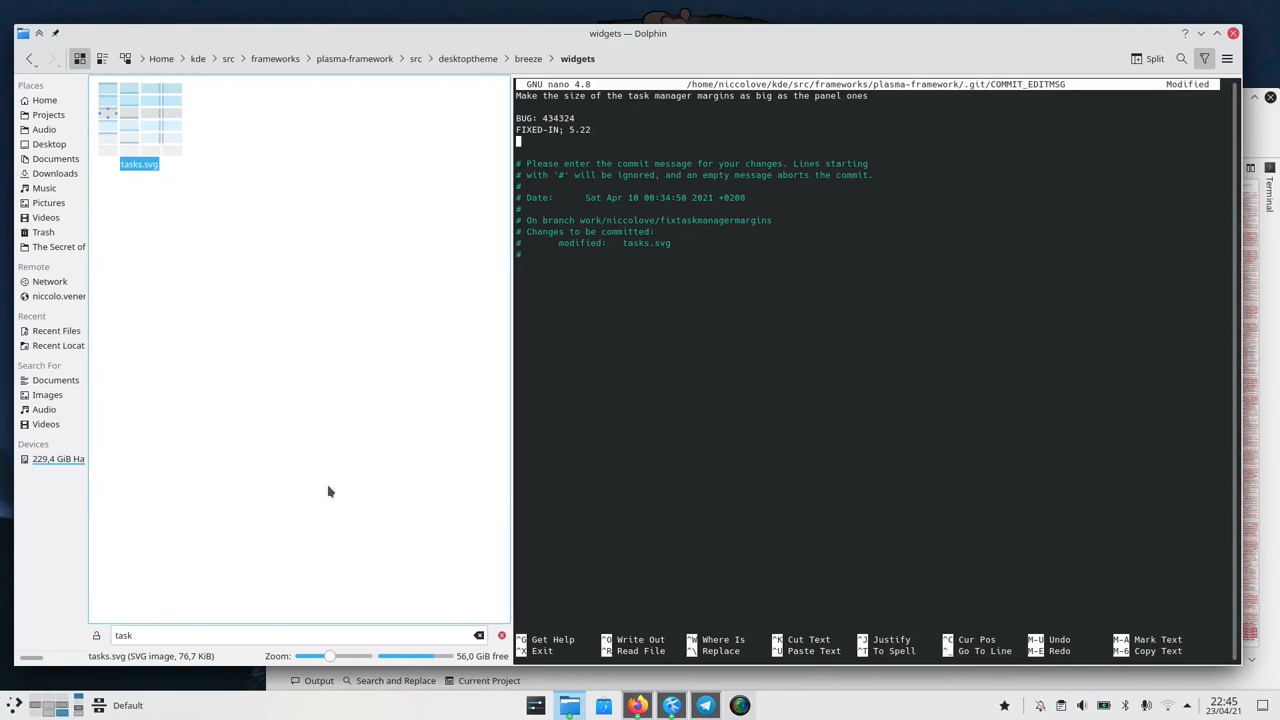 widgets — Dolphin
Home > kde > src > frameworks > plasma-framework > src > desktoptheme > breeze > widgets
Split
Places
Home
Projects
Audio
Desktop
Documents
Downloads
Music
Pictures
Videos
Trash
The Secret of
Remote
Network
niccolo.vener
Recent
Recent Files
Recent Locat
Search For
Documents
Images
Audio
Videos
Devices
229,4 GiB Ha
tasks.svg
task
tasks.svg (SVG image, 76,7 KiB)
Zoom:
GiB free
GNU nano 4.8 /home/niccolove/kde/src/frameworks/plasma-framework/.git/COMMIT_EDITMSG Modified
Make the size of the task manager margins as big as the panel ones
BUG: 434324
FIXED-IN; 5.22
# Please enter the commit message for your changes. Lines starting
# with '#' will be ignored, and an empty message aborts the commit.
#
# Date: Sat Apr 10 00:34:50 2021 +0200
#
# On branch work/niccolove/fixtaskmanagermargins
# Changes to be committed:
# modified: tasks.svg
#
^G Get Help ^O Write Out ^W Where Is ^K Cut Text ^J Justify ^C Cur Pos M-U Undo M-A Mark Text
^X Exit ^R Read File ^\ Replace ^U Paste Text ^T To Spell ^_ Go To Line M-E Redo M-6 Copy Text
Terminal
Output
Search and Replace
Current Project
Default
22:45
23/04/21